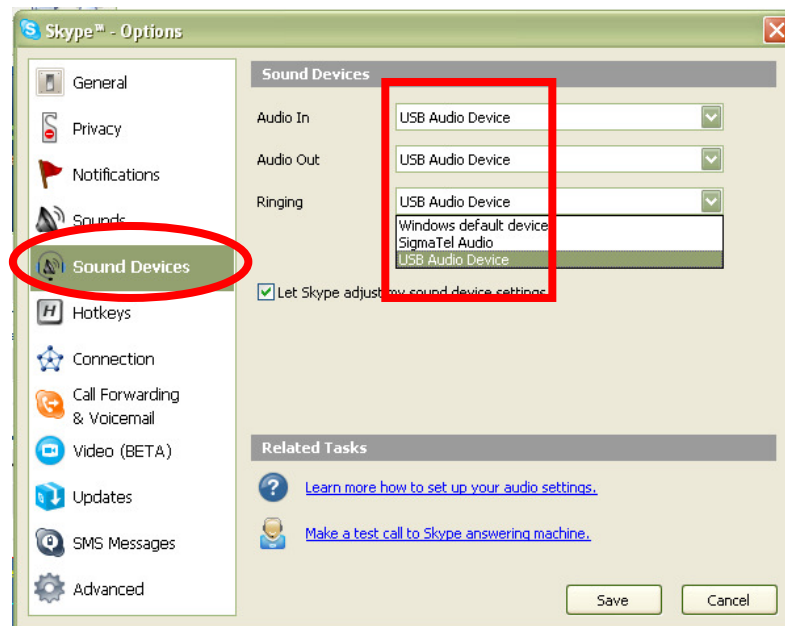 Skype™ - Options
General
Privacy
Notifications
Sounds
Sound Devices
Hotkeys
Connection
Call Forwarding
& Voicemail
Video (BETA)
Updates
SMS Messages
Advanced
Sound Devices
Audio In
USB Audio Device
Audio Out
USB Audio Device
Ringing
USB Audio Device
Windows default device
SigmaTel Audio
USB Audio Device
Let Skype adjust my sound device settings
Related Tasks
Learn more how to set up your audio settings.
Make a test call to Skype answering machine.
Save
Cancel